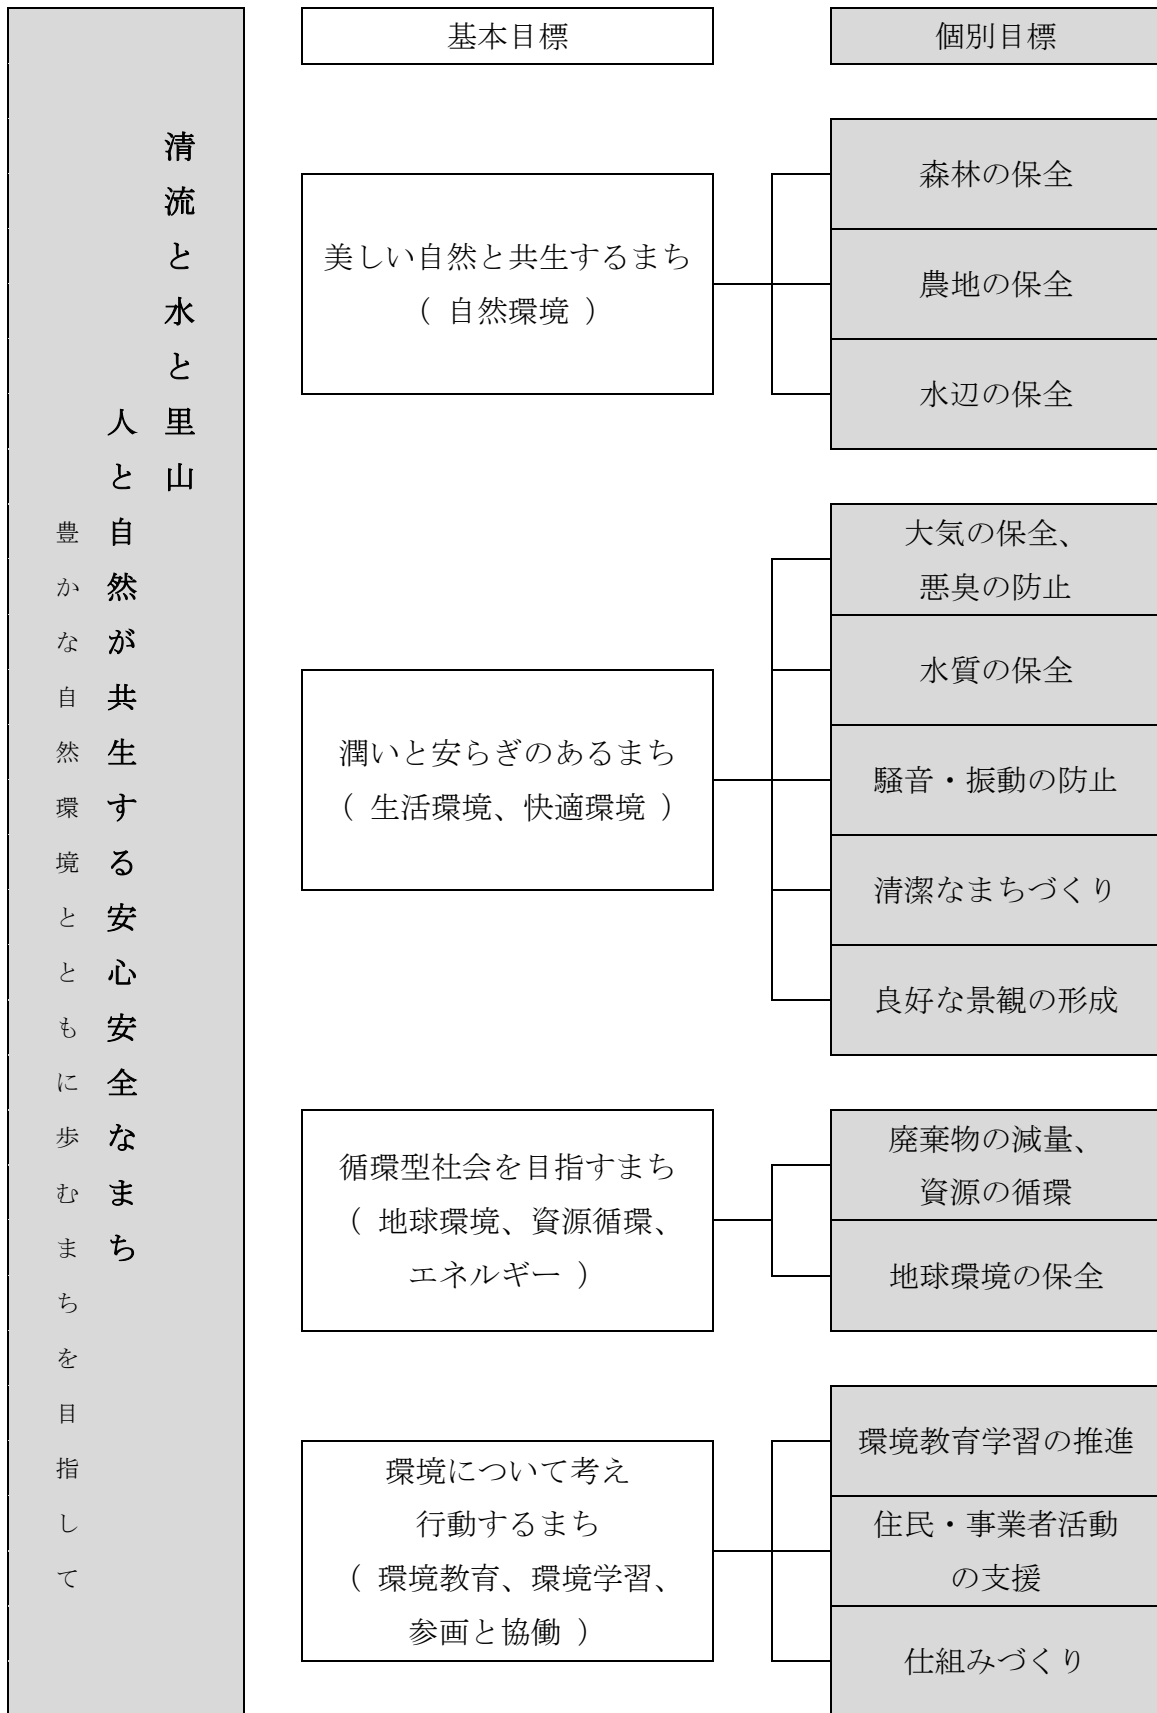 清流と水と里山
人と自然が共生する安心安全なまち
豊かな自然環境とともに歩むまちを目指して
基本目標
個別目標
美しい自然と共生するまち
（ 自然環境 ）
森林の保全
農地の保全
水辺の保全
潤いと安らぎのあるまち
（ 生活環境、快適環境 ）
大気の保全、
悪臭の防止
水質の保全
騒音・振動の防止
清潔なまちづくり
良好な景観の形成
循環型社会を目指すまち
（ 地球環境、資源循環、
エネルギー ）
廃棄物の減量、
資源の循環
地球環境の保全
環境について考え
行動するまち
（ 環境教育、環境学習、
参画と協働 ）
環境教育学習の推進
住民・事業者活動
の支援
仕組みづくり